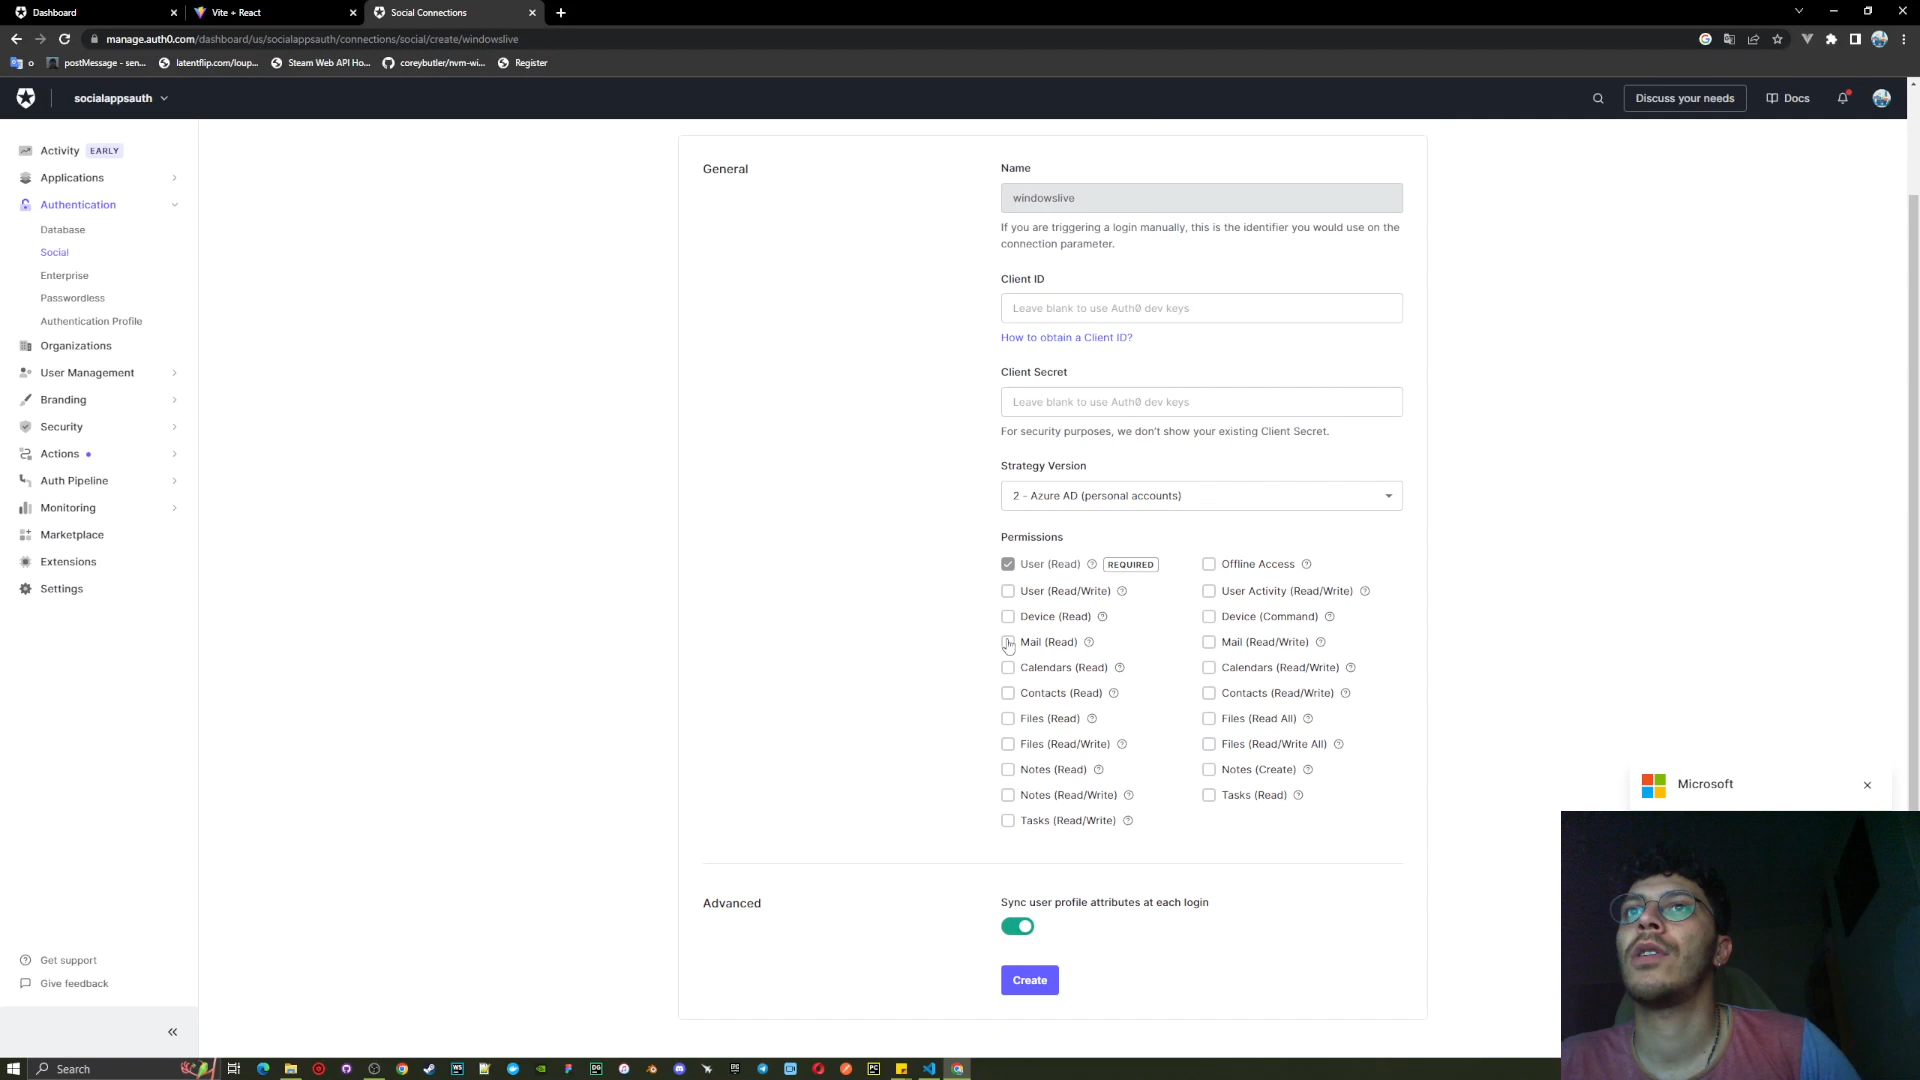 Dashboard
Vite + React
Social Connections
manage.auth0.com/dashboard/us/socialappsauth/connections/social/create/windowslive
o
postMessage - sen...
latentflip.com/loup...
Steam Web API Ho...
coreybutler/nvm-wi...
Register
socialappsauth
Discuss your needs
Docs
Activity EARLY
Applications
Authentication
Database
Social
Enterprise
Passwordless
Authentication Profile
Organizations
User Management
Branding
Security
Actions
Auth Pipeline
Monitoring
Marketplace
Extensions
Settings
Get support
Give feedback
General
Name
windowslive
If you are triggering a login manually, this is the identifier you would use on the
connection parameter.
Client ID
Leave blank to use Auth0 dev keys
How to obtain a Client ID?
Client Secret
Leave blank to use Auth0 dev keys
For security purposes, we don't show your existing Client Secret.
Strategy Version
2 - Azure AD (personal accounts)
Permissions
User (Read) REQUIRED Offline Access
User (Read/Write) User Activity (Read/Write)
Device (Read) Device (Command)
Mail (Read) Mail (Read/Write)
Calendars (Read) Calendars (Read/Write)
Contacts (Read) Contacts (Read/Write)
Files (Read) Files (Read All)
Files (Read/Write) Files (Read/Write All)
Notes (Read) Notes (Create)
Notes (Read/Write) Tasks (Read)
Tasks (Read/Write)
Advanced
Sync user profile attributes at each login
Create
Microsoft
Search
WS
DG
PC